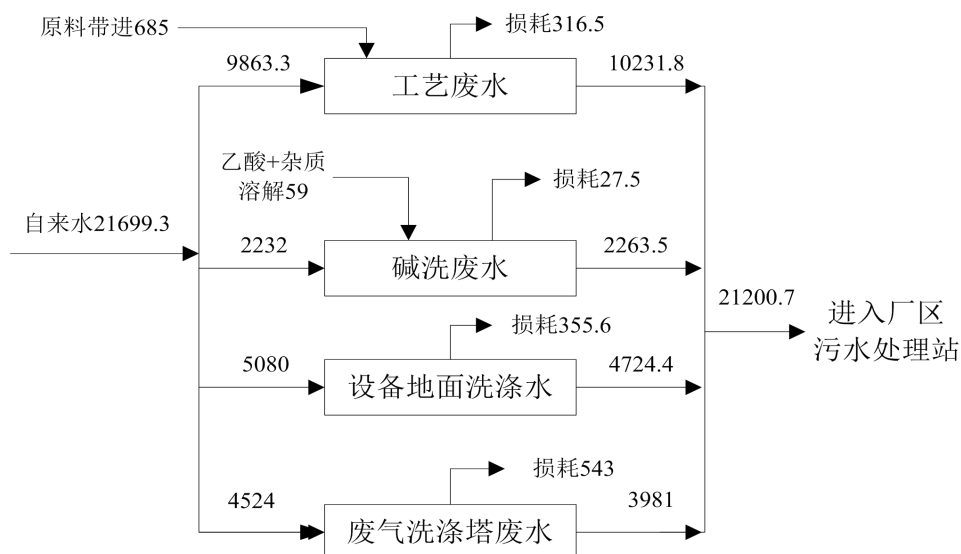 原料带进685
损耗316.5
9863.3
工艺废水
10231.8
乙酸+杂质
溶解59
损耗27.5
自来水21699.3
2232
碱洗废水
2263.5
21200.7
进入厂区
污水处理站
损耗355.6
5080
设备地面洗涤水
4724.4
损耗543
4524
废气洗涤塔废水
3981